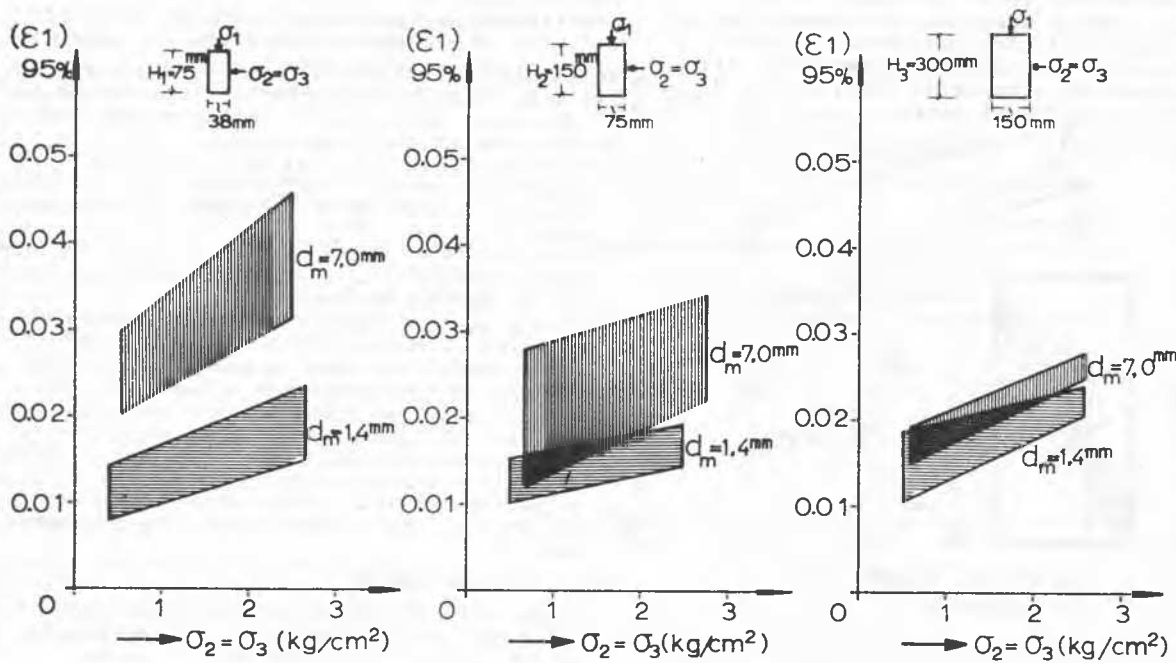 (ε1)
95%
σ1
H1=75 mm
σ2=σ3
38mm
0.05
0.04
0.03
0.02
0.01
0
dm=7,0mm
dm=1,4mm
1
2
3
σ2=σ3 (kg/cm²)
(ε1)
95%
σ1
H2=150 mm
σ2=σ3
75mm
0.05
0.04
0.03
0.02
0.01
0
dm=7.0mm
dm=1.4mm
1
2
3
σ2=σ3(kg/cm²)
(ε1)
95%
σ1
H3=300mm
σ2=σ3
150mm
0.05
0.04
0.03
0.02
0.01
0
dm=7,0mm
dm=1.4mm
1
2
3
σ2=σ3 (kg/cm²)